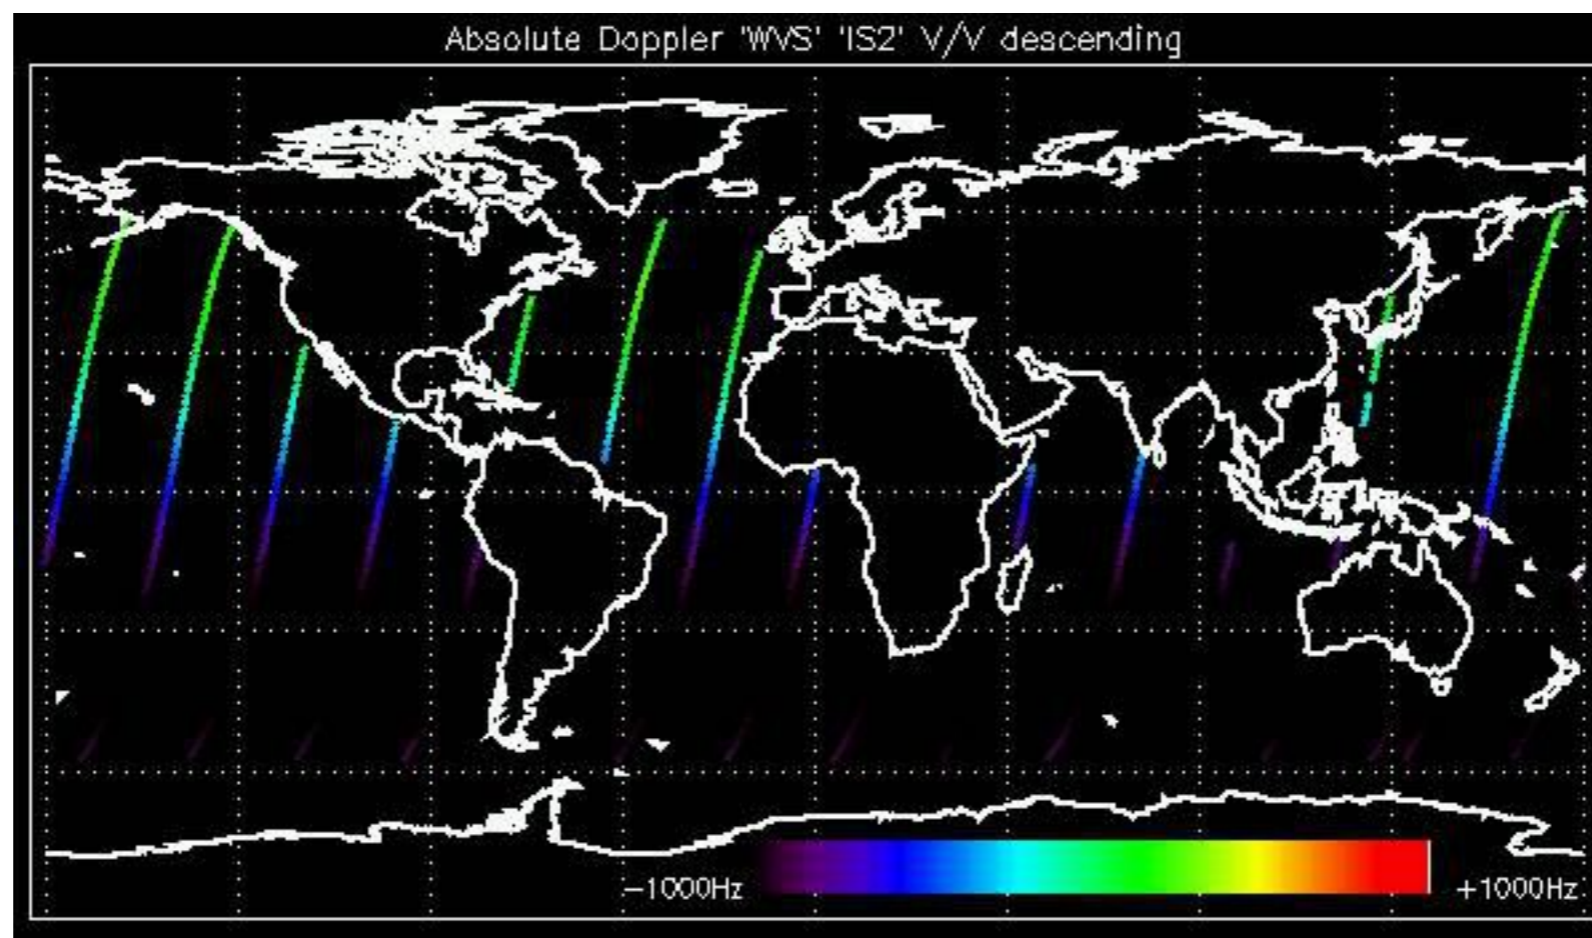 Absolute Doppler 'WVS' 'IS2' V/V descending
−1000Hz +1000Hz